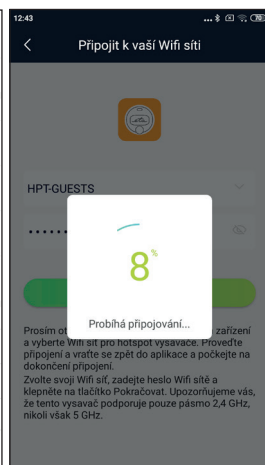 12:43
Připojit k vaší Wifi síti
HPT-GUESTS
8%
Probíhá připojování...
Prosím ot zařízení
a vyberte Wifi síť pro hotspot vysavače. Proveďte
připojení a vraťte se zpět do aplikace a počkejte na
dokončení připojení.
Zvolte svoji Wifi síť, zadejte heslo Wifi sítě a
klepněte na tlačítko Pokračovat. Upozorňujeme vás,
že tento vysavač podporuje pouze pásmo 2,4 GHz,
nikoli však 5 GHz.